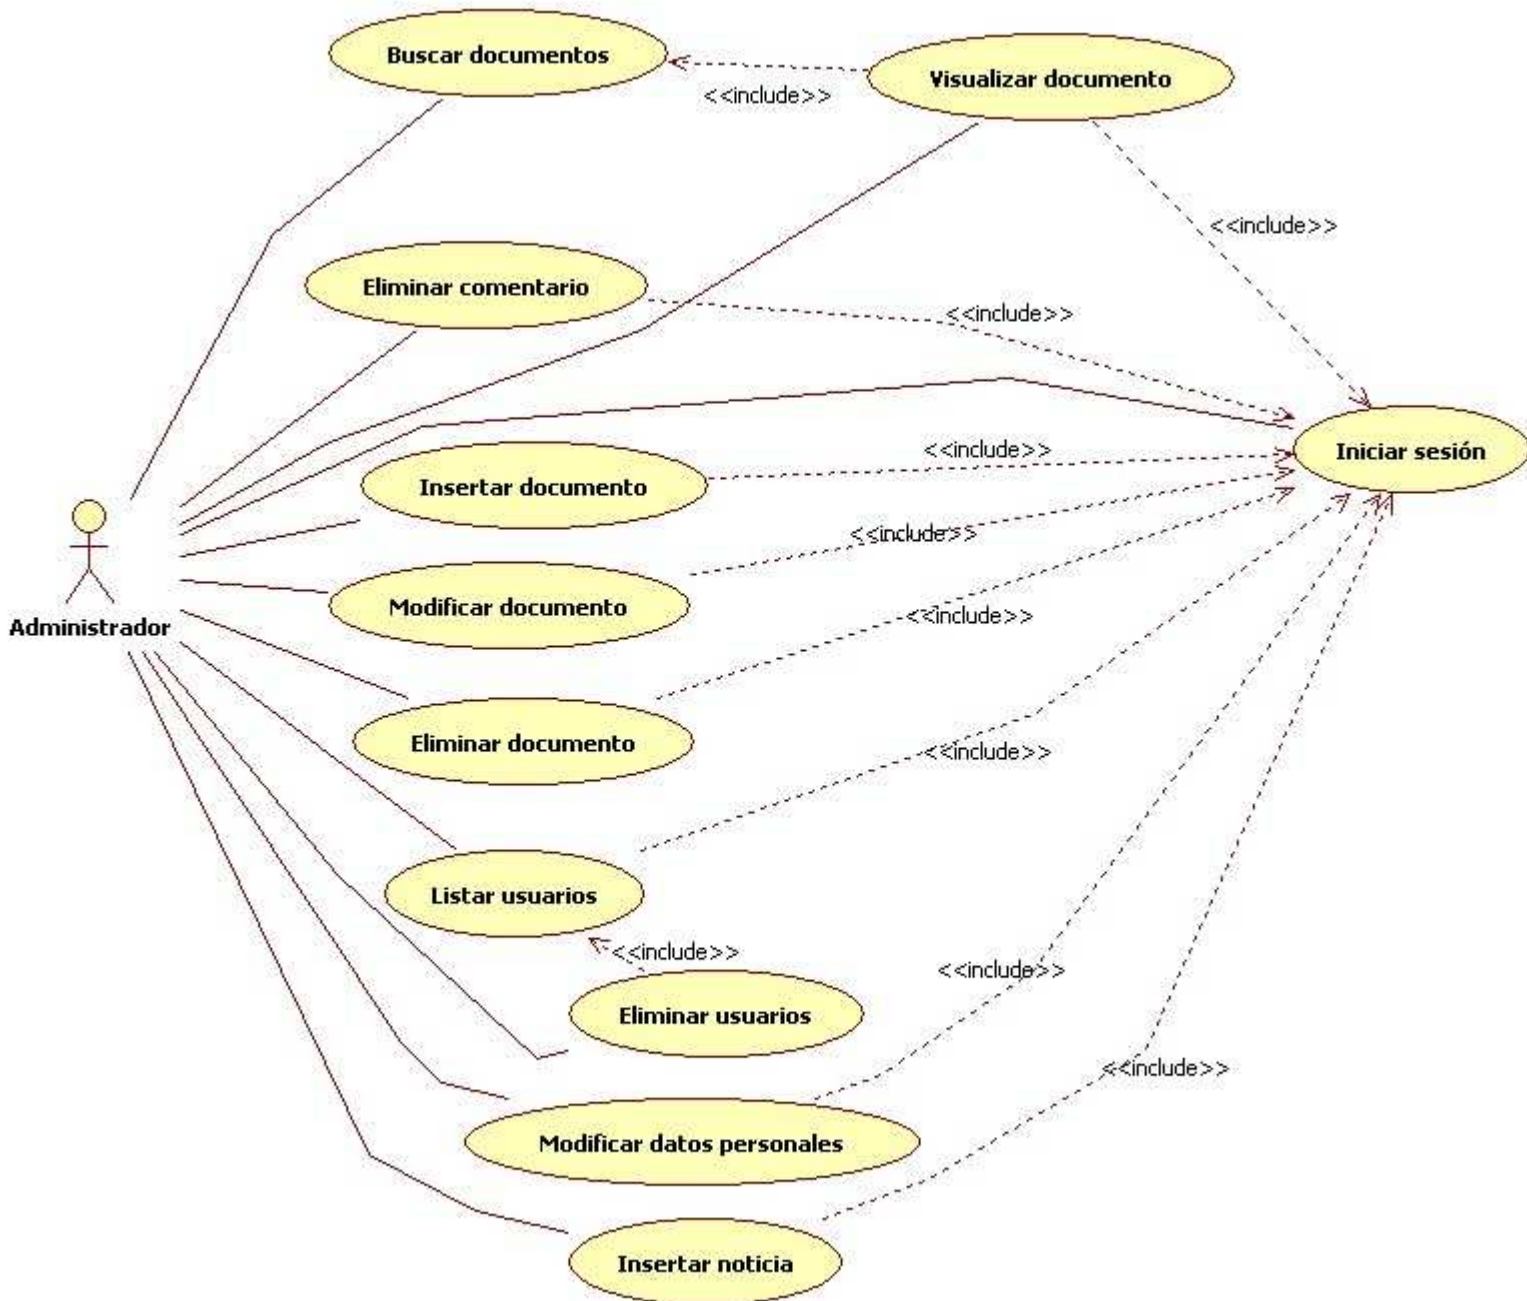 Buscar documentos
Visualizar documento
<<include>>
<<include>>
Eliminar comentario
<<include>>
Iniciar sesión
<<include>>
Insertar documento
<<include>>
Modificar documento
<<include>>
Administrador
Eliminar documento
<<include>>
Listar usuarios
<<include>>
<<include>>
Eliminar usuarios
<<include>>
Modificar datos personales
Insertar noticia